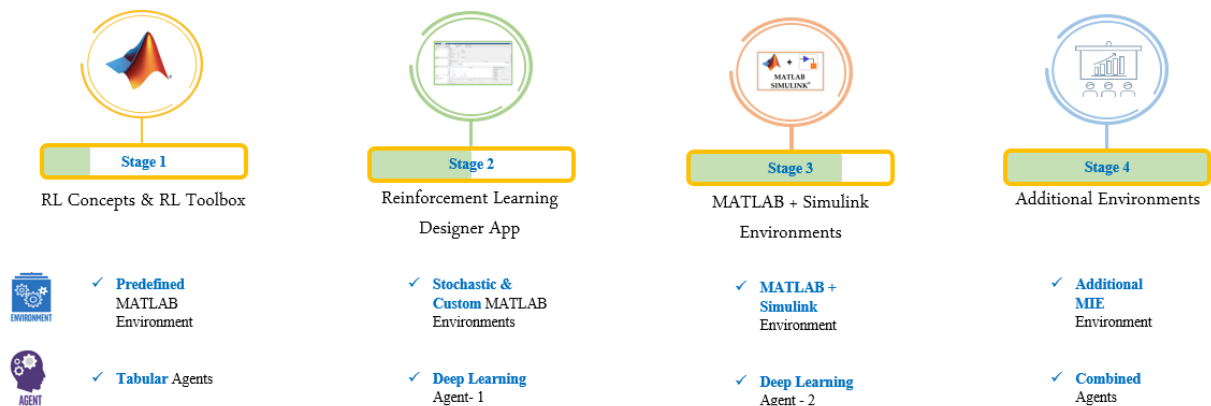 MATLAB
SIMULINK®
Stage 1
Stage 2
Stage 3
Stage 4
RL Concepts & RL Toolbox
Reinforcement Learning
Designer App
MATLAB + Simulink
Environments
Additional Environments
ENVIRONMENT
✓ Predefined
MATLAB
Environment
✓ Stochastic &
Custom MATLAB
Environments
✓ MATLAB +
Simulink
Environment
✓ Additional
MIE
Environment
AGENT
✓ Tabular Agents
✓ Deep Learning
Agent- 1
✓ Deep Learning
Agent - 2
✓ Combined
Agents